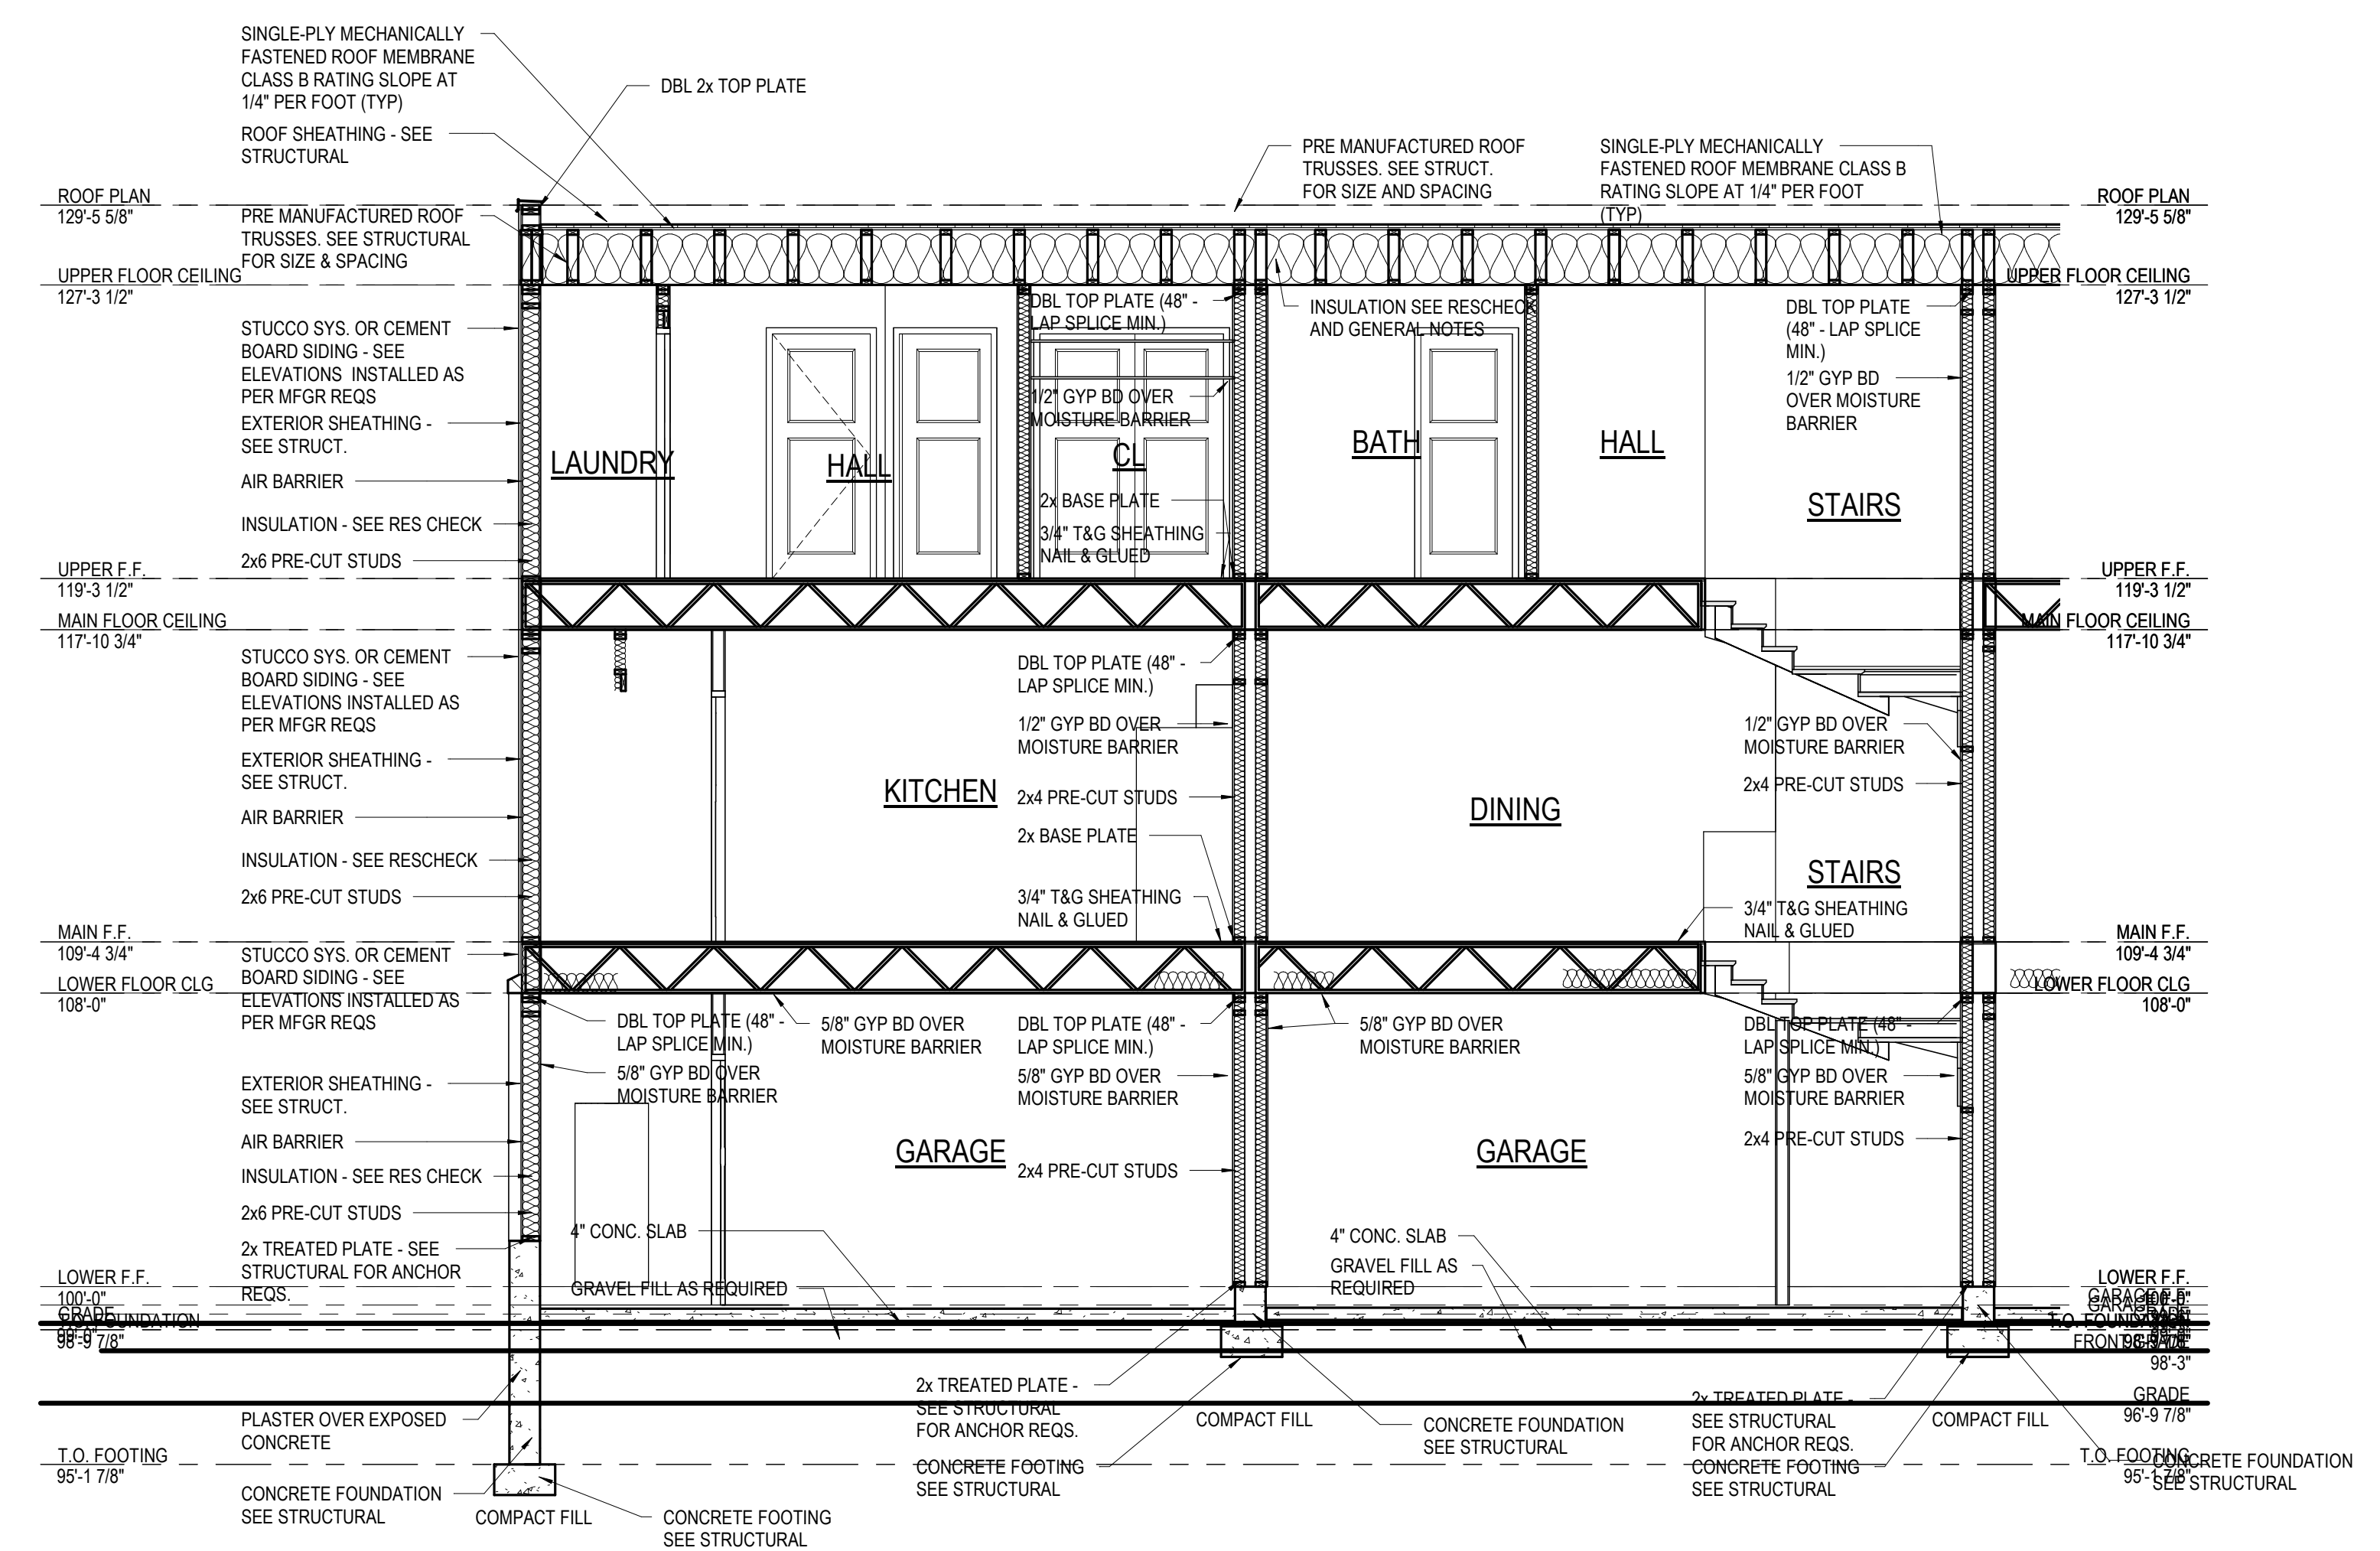 SINGLE-PLY MECHANICALLY
FASTENED ROOF MEMBRANE
CLASS B RATING SLOPE AT
1/4" PER FOOT (TYP)
DBL 2x TOP PLATE
ROOF SHEATHING - SEE
STRUCTURAL
PRE MANUFACTURED ROOF
TRUSSES. SEE STRUCT.
FOR SIZE AND SPACING
SINGLE-PLY MECHANICALLY
FASTENED ROOF MEMBRANE CLASS B
RATING SLOPE AT 1/4" PER FOOT
(TYP)
ROOF PLAN
129'-5 5/8"
ROOF PLAN
129'-5 5/8"
PRE MANUFACTURED ROOF
TRUSSES. SEE STRUCTURAL
FOR SIZE & SPACING
UPPER FLOOR CEILING
127'-3 1/2"
UPPER FLOOR CEILING
127'-3 1/2"
STUCCO SYS. OR CEMENT
BOARD SIDING - SEE
ELEVATIONS INSTALLED AS
PER MFGR REQS
EXTERIOR SHEATHING -
SEE STRUCT.
AIR BARRIER
INSULATION - SEE RES CHECK
2x6 PRE-CUT STUDS
DBL TOP PLATE (48" -
LAP SPLICE MIN.)
INSULATION SEE RESCHECK
AND GENERAL NOTES
DBL TOP PLATE
(48" - LAP SPLICE
MIN.)
1/2" GYP BD
OVER MOISTURE
BARRIER
1/2" GYP BD OVER
MOISTURE BARRIER
LAUNDRY
HALL
CL
BATH
HALL
STAIRS
2x BASE PLATE
3/4" T&G SHEATHING
NAIL & GLUED
UPPER F.F.
119'-3 1/2"
UPPER F.F.
119'-3 1/2"
MAIN FLOOR CEILING
117'-10 3/4"
MAIN FLOOR CEILING
117'-10 3/4"
STUCCO SYS. OR CEMENT
BOARD SIDING - SEE
ELEVATIONS INSTALLED AS
PER MFGR REQS
EXTERIOR SHEATHING -
SEE STRUCT.
AIR BARRIER
INSULATION - SEE RESCHECK
2x6 PRE-CUT STUDS
DBL TOP PLATE (48" -
LAP SPLICE MIN.)
1/2" GYP BD OVER
MOISTURE BARRIER
2x4 PRE-CUT STUDS
2x BASE PLATE
3/4" T&G SHEATHING
NAIL & GLUED
KITCHEN
DINING
STAIRS
1/2" GYP BD OVER
MOISTURE BARRIER
2x4 PRE-CUT STUDS
3/4" T&G SHEATHING
NAIL & GLUED
MAIN F.F.
109'-4 3/4"
MAIN F.F.
109'-4 3/4"
LOWER FLOOR CLG
108'-0"
LOWER FLOOR CLG
108'-0"
STUCCO SYS. OR CEMENT
BOARD SIDING - SEE
ELEVATIONS INSTALLED AS
PER MFGR REQS
EXTERIOR SHEATHING -
SEE STRUCT.
AIR BARRIER
INSULATION - SEE RES CHECK
2x6 PRE-CUT STUDS
2x TREATED PLATE - SEE
STRUCTURAL FOR ANCHOR
REQS.
DBL TOP PLATE (48" -
LAP SPLICE MIN.)
5/8" GYP BD OVER
MOISTURE BARRIER
5/8" GYP BD OVER
MOISTURE BARRIER
DBL TOP PLATE (48" -
LAP SPLICE MIN.)
5/8" GYP BD OVER
MOISTURE BARRIER
5/8" GYP BD OVER
MOISTURE BARRIER
DBL TOP PLATE (48" -
LAP SPLICE MIN.)
5/8" GYP BD OVER
MOISTURE BARRIER
2x4 PRE-CUT STUDS
GARAGE
2x4 PRE-CUT STUDS
GARAGE
4" CONC. SLAB
GRAVEL FILL AS REQUIRED
4" CONC. SLAB
GRAVEL FILL AS
REQUIRED
LOWER F.F.
100'-0"
GRADE
99'-0"
T.O. FOUNDATION
98'-9 7/8"
LOWER F.F.
GARAGE F.F.
T.O. FOUNDATION
98'-9 7/8"
FRONT GRADE
98'-3"
GRADE
96'-9 7/8"
T.O. FOOTING
95'-1 7/8"
T.O. FOOTING
95'-1 7/8"
PLASTER OVER EXPOSED
CONCRETE
CONCRETE FOUNDATION
SEE STRUCTURAL
COMPACT FILL
CONCRETE FOOTING
SEE STRUCTURAL
2x TREATED PLATE -
SEE STRUCTURAL
FOR ANCHOR REQS.
CONCRETE FOOTING
SEE STRUCTURAL
COMPACT FILL
CONCRETE FOUNDATION
SEE STRUCTURAL
2x TREATED PLATE -
SEE STRUCTURAL
FOR ANCHOR REQS.
CONCRETE FOOTING
SEE STRUCTURAL
COMPACT FILL
CONCRETE FOUNDATION
SEE STRUCTURAL